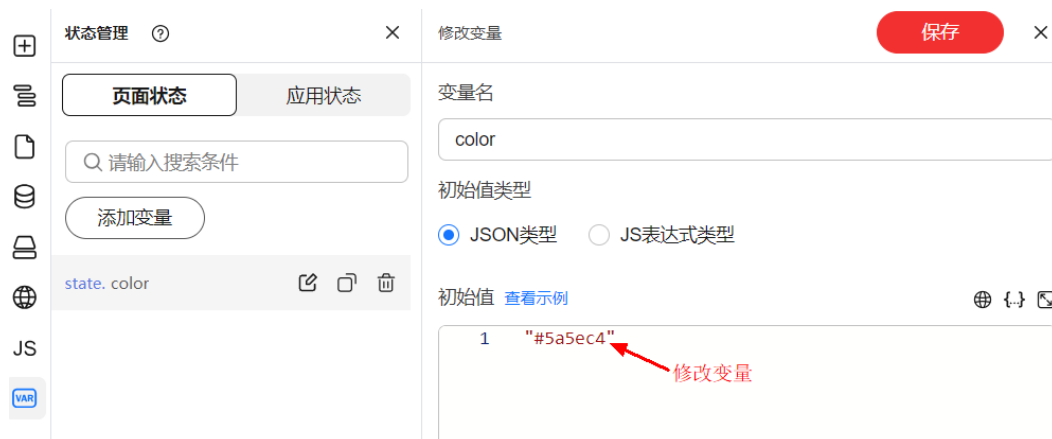 状态管理
修改变量
保存
页面状态
应用状态
变量名
color
请输入搜索条件
初始值类型
添加变量
JSON类型
JS表达式类型
state. color
初始值 查看示例
{..}
JS
1 "#5a5ec4"
修改变量
VAR